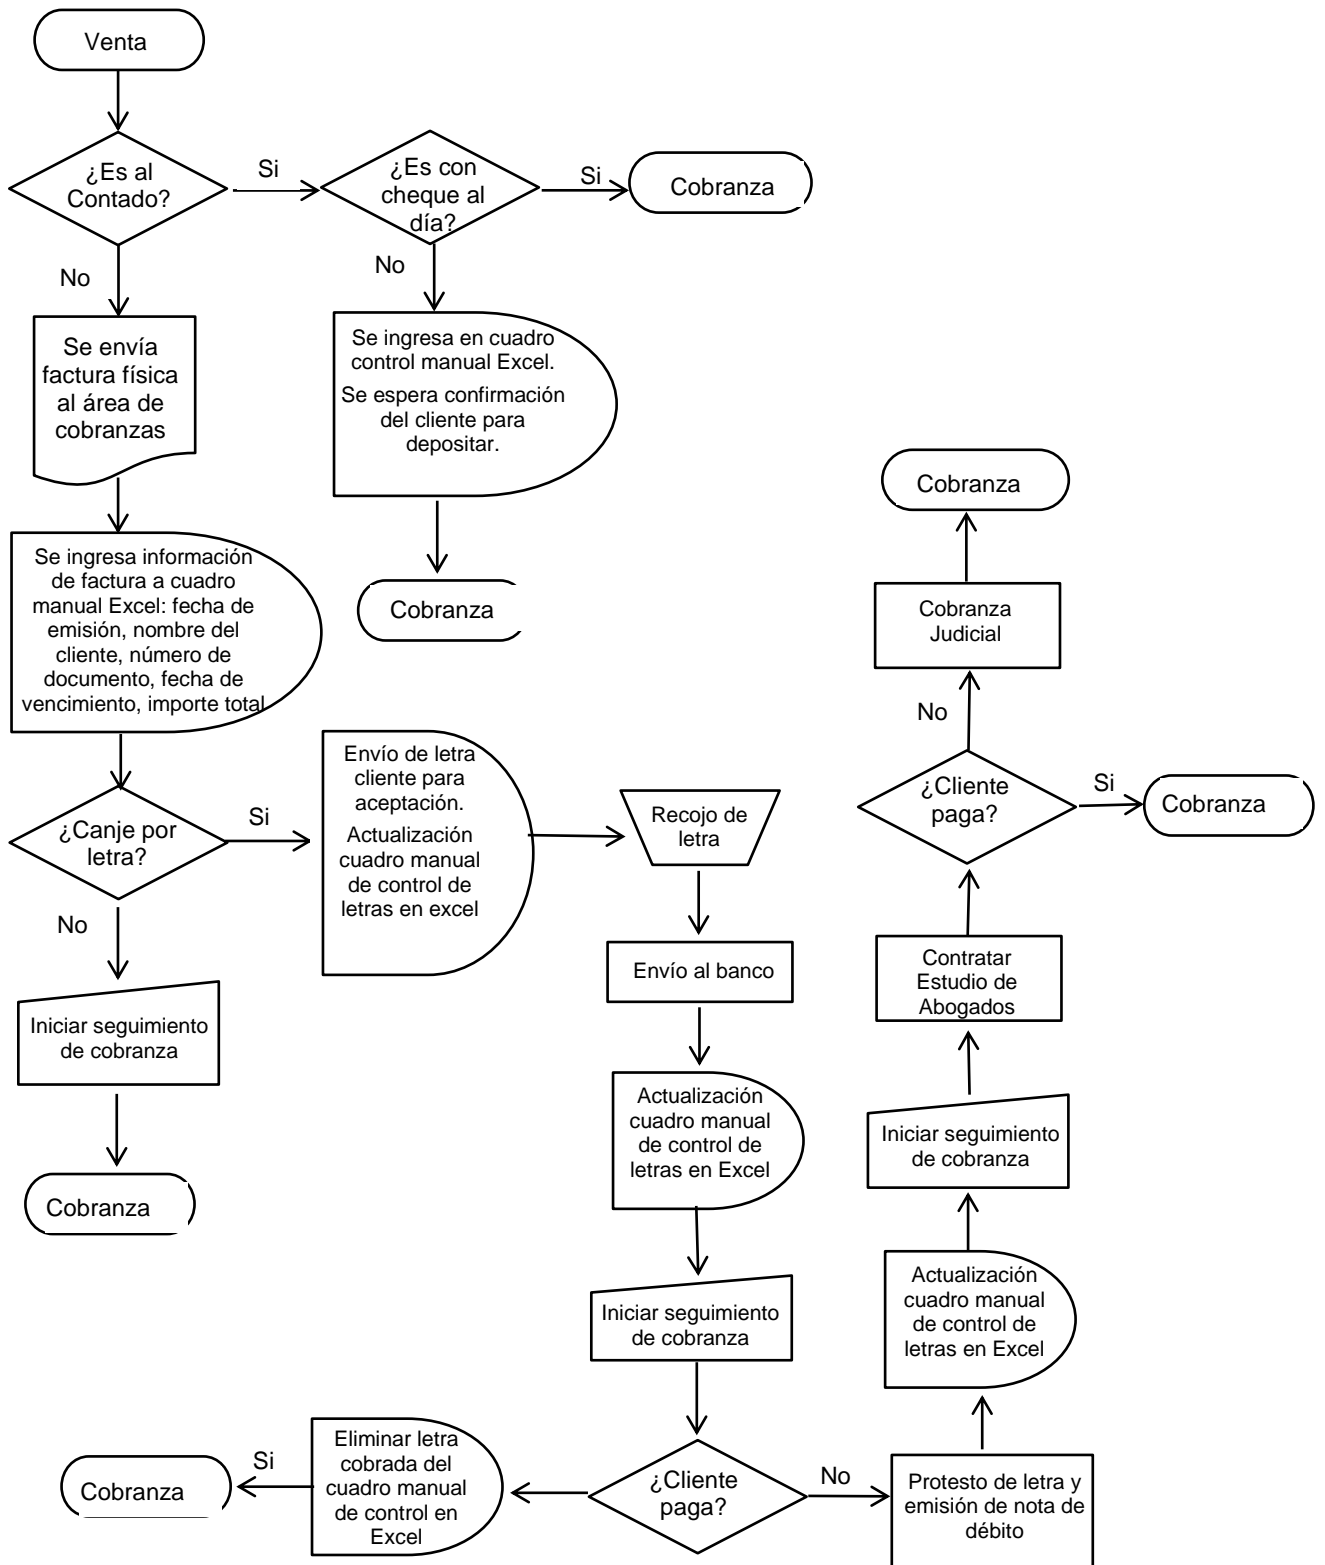 Venta
¿Es al
Contado?
Si
¿Es con
cheque al
día?
Si
Cobranza
No
No
Se envía
factura física
al área de
cobranzas
Se ingresa en cuadro
control manual Excel.
Se espera confirmación
del cliente para
depositar.
Cobranza
Se ingresa información
de factura a cuadro
manual Excel: fecha de
emisión, nombre del
cliente, número de
documento, fecha de
vencimiento, importe total
¿Canje por
letra?
Si
Envío de letra
cliente para
aceptación.
Actualización
cuadro manual
de control de
letras en excel
Recojo de
letra
No
Iniciar seguimiento
de cobranza
Cobranza
Envío al banco
Actualización
cuadro manual
de control de
letras en Excel
Iniciar seguimiento
de cobranza
¿Cliente
paga?
Eliminar letra
cobrada del
cuadro manual
de control en
Excel
Si
Cobranza
No
Protesto de letra y
emisión de nota de
débito
Actualización
cuadro manual
de control de
letras en Excel
Iniciar seguimiento
de cobranza
Contratar
Estudio de
Abogados
¿Cliente
paga?
Si
Cobranza
No
Cobranza
Judicial
Cobranza